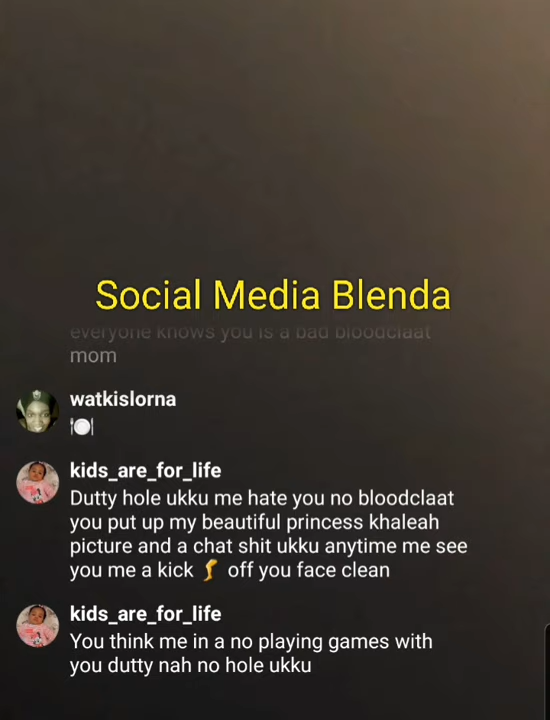 Social Media Blenda
everyone knows you is a bad bloodclaat
mom
watkislorna
🍽
kids_are_for_life
Dutty hole ukku me hate you no bloodclaat
you put up my beautiful princess khaleah
picture and a chat shit ukku anytime me see
you me a kick 🦵 off you face clean
kids_are_for_life
You think me in a no playing games with
you dutty nah no hole ukku